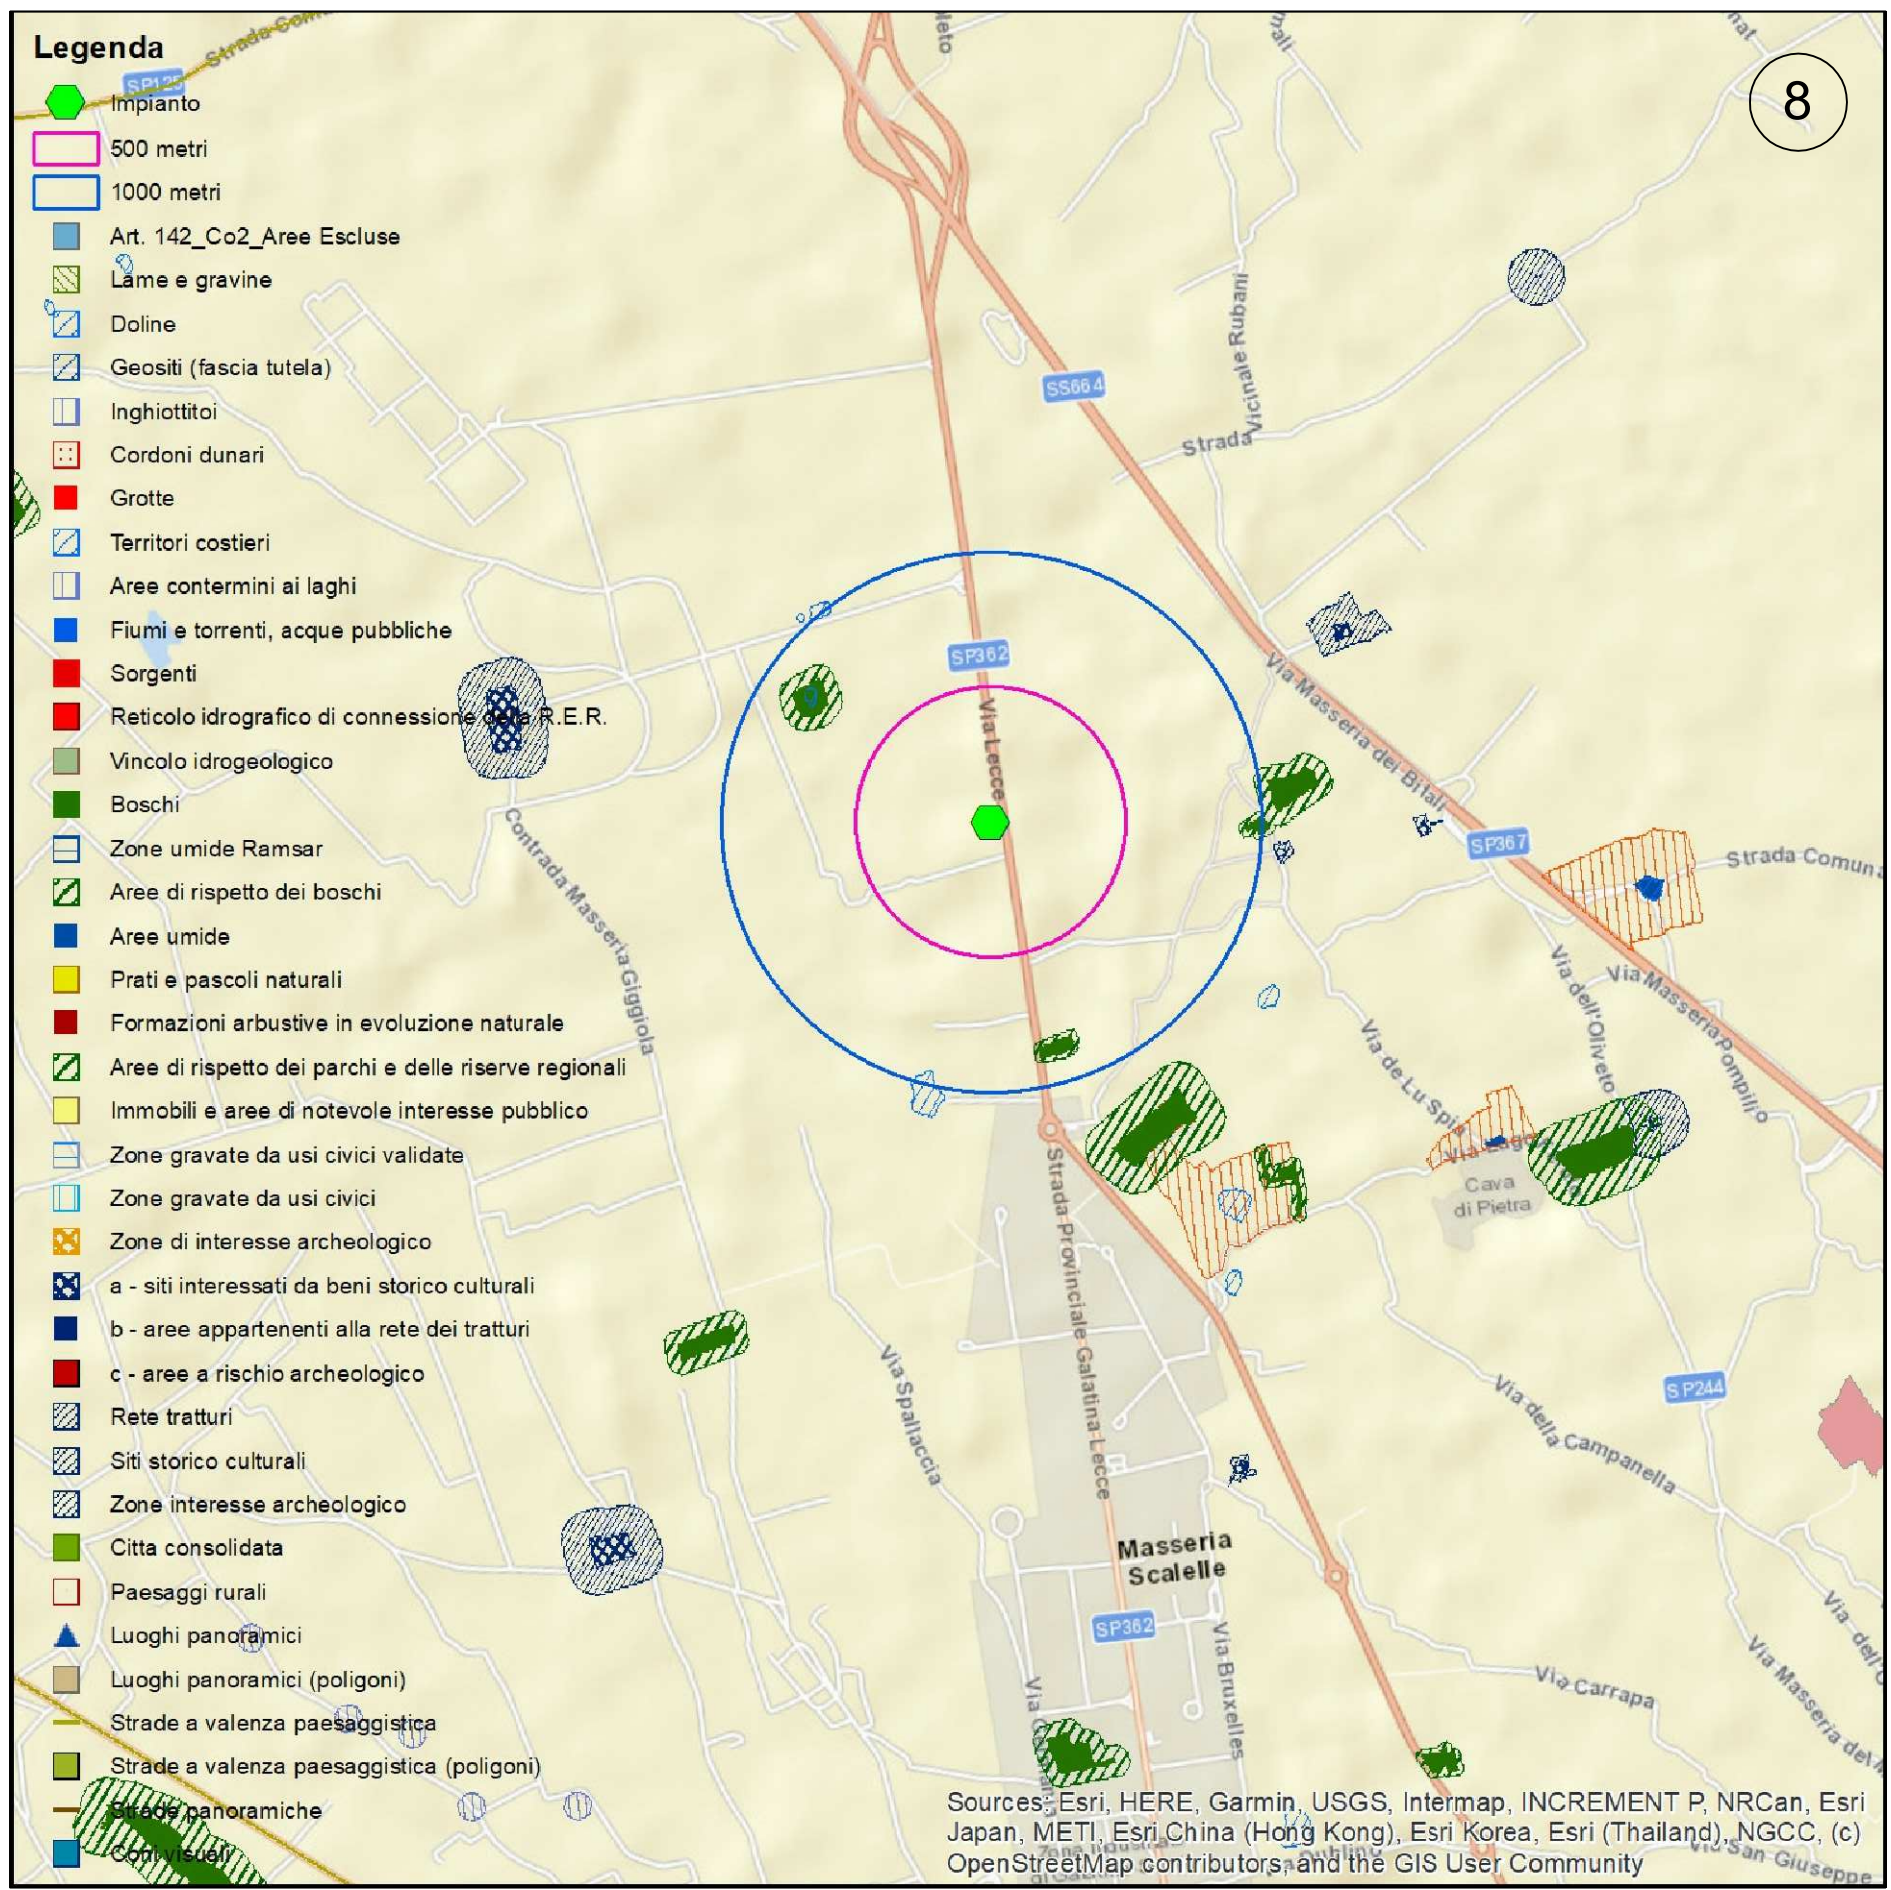 Legenda
Impianto
500 metri
1000 metri
Art. 142_Co2_Aree Escluse
Lame e gravine
Doline
Geositi (fascia tutela)
Inghiottitoi
Cordoni dunari
Grotte
Territori costieri
Aree contermini ai laghi
Fiumi e torrenti, acque pubbliche
Sorgenti
Reticolo idrografico di connessione della R.E.R.
Vincolo idrogeologico
Boschi
Zone umide Ramsar
Aree di rispetto dei boschi
Aree umide
Prati e pascoli naturali
Formazioni arbustive in evoluzione naturale
Aree di rispetto dei parchi e delle riserve regionali
Immobili e aree di notevole interesse pubblico
Zone gravate da usi civici validate
Zone gravate da usi civici
Zone di interesse archeologico
a - siti interessati da beni storico culturali
b - aree appartenenti alla rete dei tratturi
c - aree a rischio archeologico
Rete tratturi
Siti storico culturali
Zone interesse archeologico
Citta consolidata
Paesaggi rurali
Luoghi panoramici
Luoghi panoramici (poligoni)
Strade a valenza paesaggistica
Strade a valenza paesaggistica (poligoni)
Strade panoramiche
Coni visuali
8
SP125
SS664
Vicinale Rubani
Strada
SP362
Via Lecce
Via Masseria dei Bitali
SP367
Strada Comuna
Contrada Masseria Giggiola
Via dell'Oliveto
Via Masseria Pompilio
Via de Lu Spin
Cava
di Pietra
Strada Provinciale Galatina-Lecce
Via Spallaccia
SP244
Via della Campanella
Masseria
Scalelle
SP362
Via Bruxelles
Via Carrapa
Via Masseria del
Via dell'
Via San Giuseppe
Sources: Esri, HERE, Garmin, USGS, Intermap, INCREMENT P, NRCan, Esri
Japan, METI, Esri China (Hong Kong), Esri Korea, Esri (Thailand), NGCC, (c)
OpenStreetMap contributors, and the GIS User Community